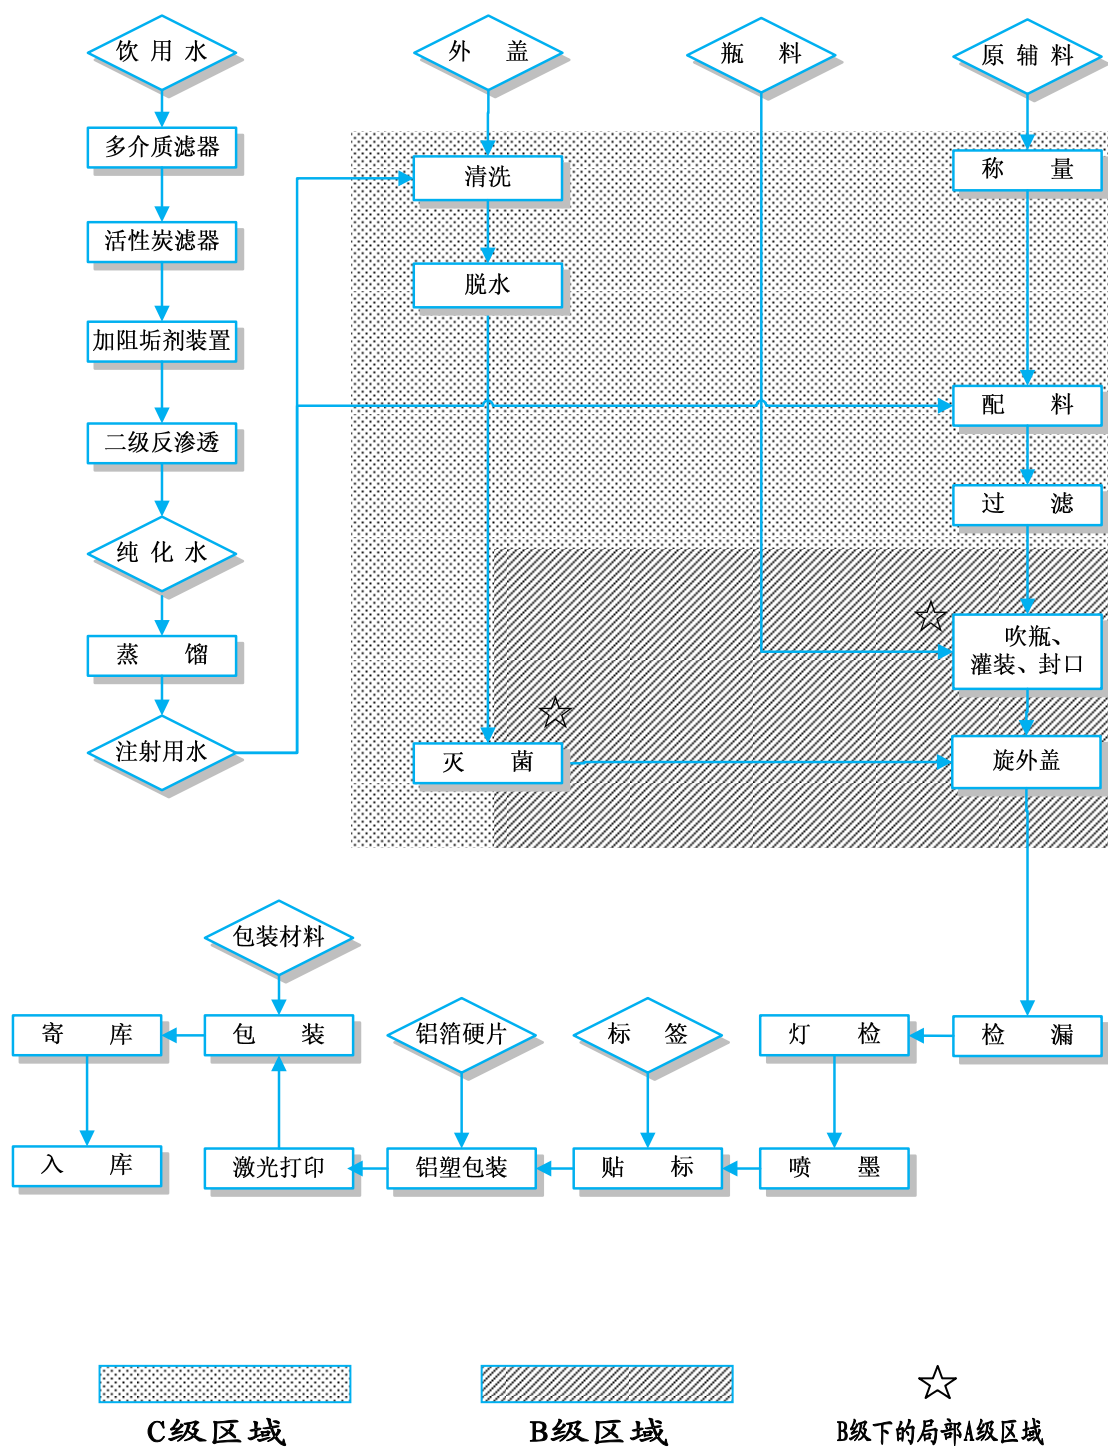 饮用水
外盖
瓶料
原辅料
多介质滤器
清洗
称量
活性炭滤器
脱水
加阻垢剂装置
配料
二级反渗透
过滤
纯化水
蒸馏
吹瓶、
灌装、封口
注射用水
灭菌
旋外盖
包装材料
寄库
包装
铝箔硬片
标签
灯检
检漏
入库
激光打印
铝塑包装
贴标
喷墨
C级区域
B级区域
B级下的局部A级区域